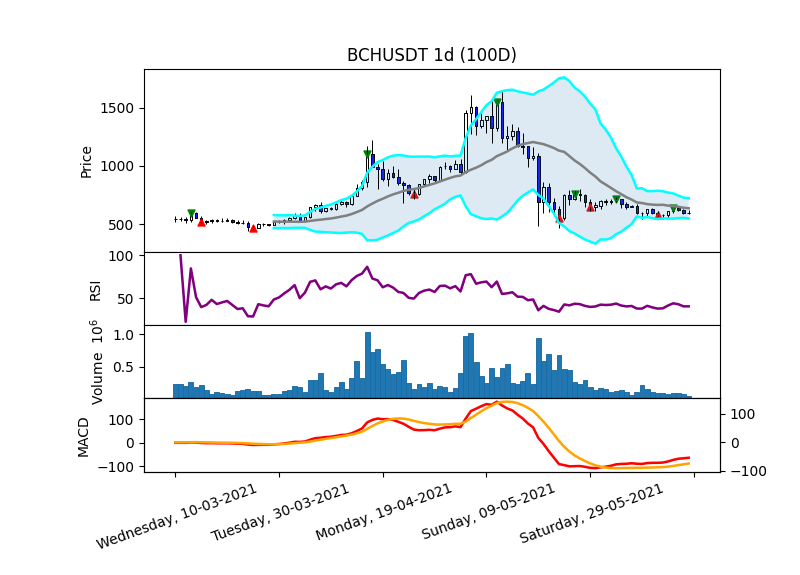 BCHUSDT 1d (100D)
1500
1000
500
Price
100
50
RSI
1.0
0.5
Volume 10^6
100
0
−100
MACD
100
0
−100
Wednesday, 10-03-2021
Tuesday, 30-03-2021
Monday, 19-04-2021
Sunday, 09-05-2021
Saturday, 29-05-2021